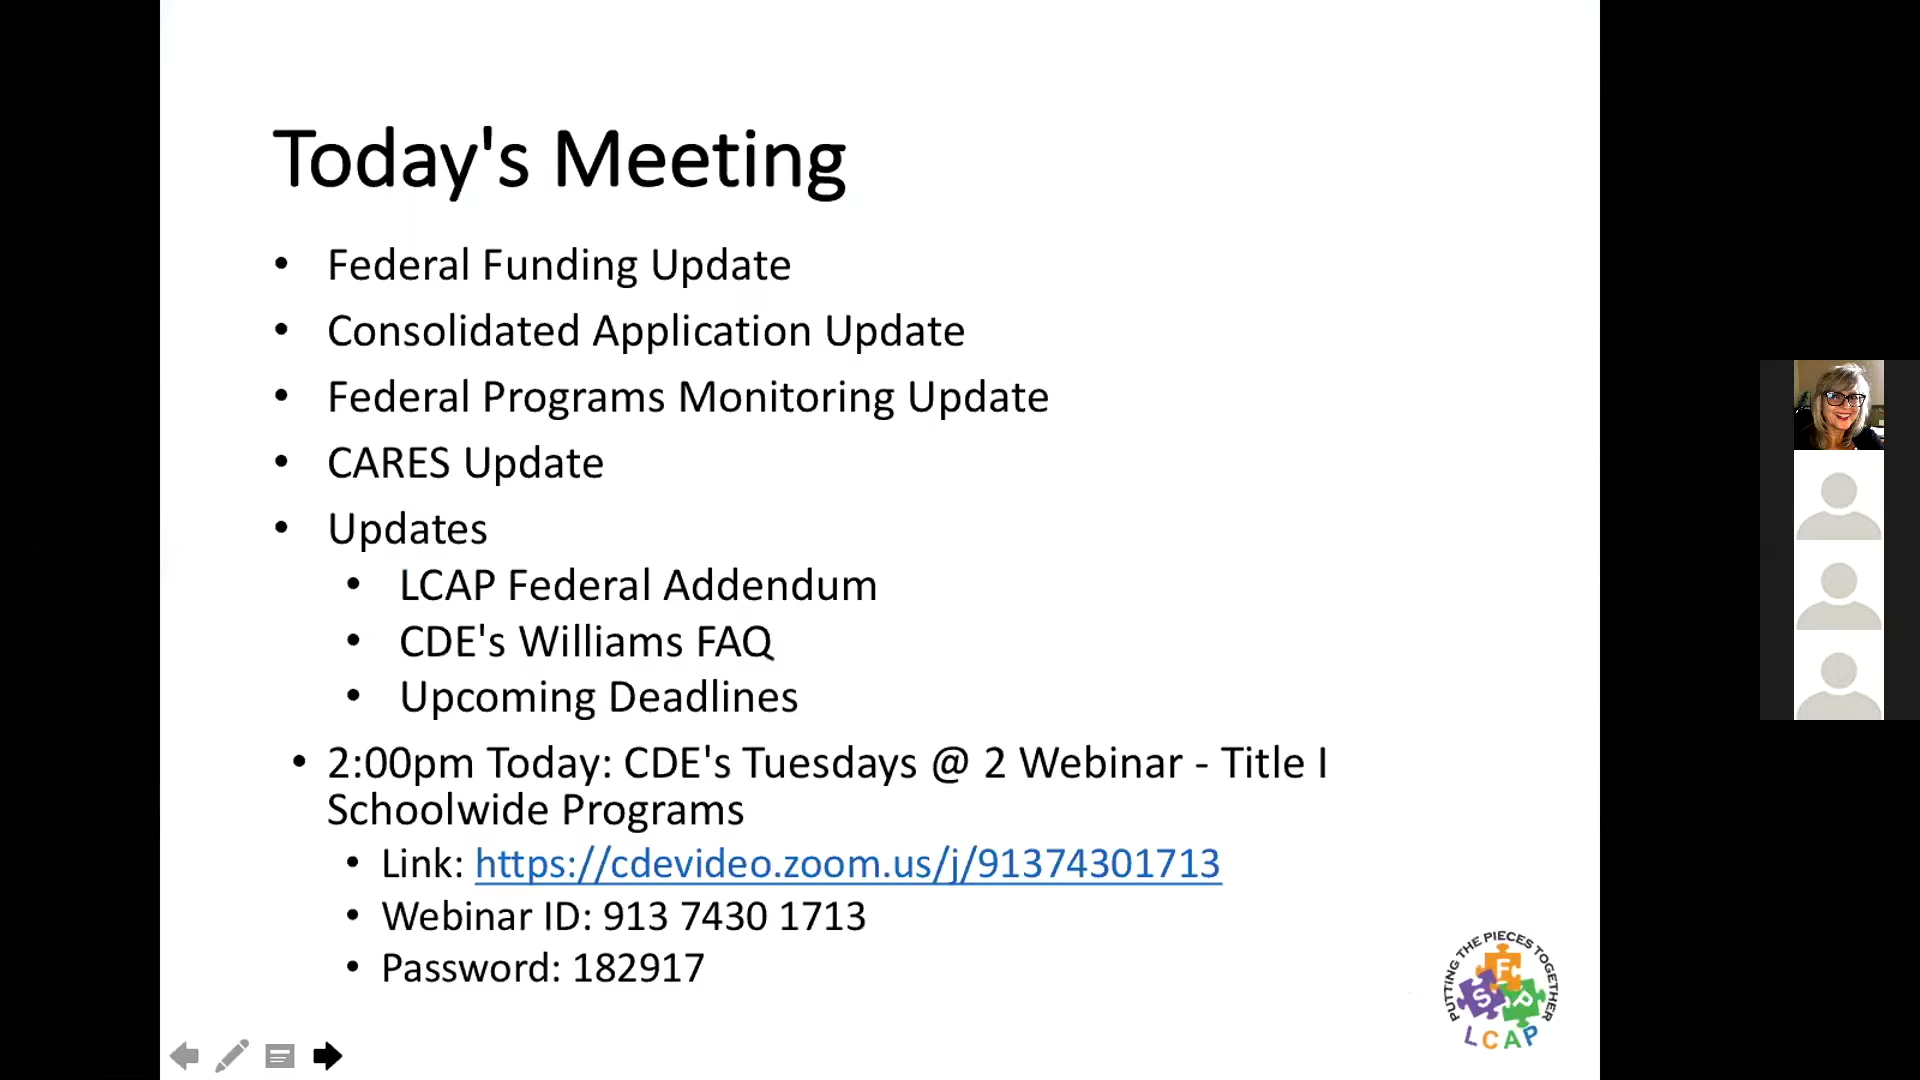 Today's Meeting
• Federal Funding Update
• Consolidated Application Update
• Federal Programs Monitoring Update
• CARES Update
• Updates
• LCAP Federal Addendum
• CDE's Williams FAQ
• Upcoming Deadlines
• 2:00pm Today: CDE's Tuesdays @ 2 Webinar - Title I
Schoolwide Programs
• Link: https://cdevideo.zoom.us/j/91374301713
• Webinar ID: 913 7430 1713
• Password: 182917
PUTTING THE PIECES TOGETHER
F
S P
LCAP